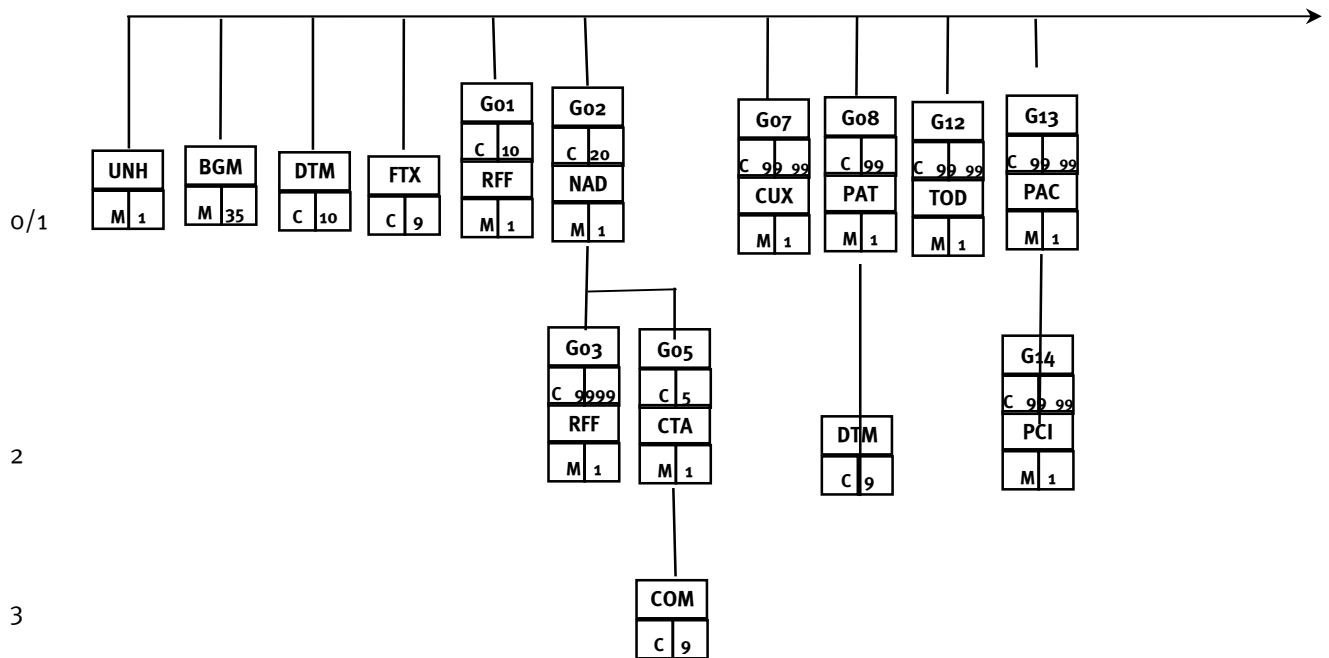 G01
G02
G07
G08
G12
G13
C 10
C 20
C 99 99
C 99
C 99 99
C 99 99
UNH
BGM
DTM
FTX
RFF
NAD
CUX
PAT
TOD
PAC
0/1
M 1
M 35
C 10
C 9
M 1
M 1
M 1
M 1
M 1
M 1
G03
G05
G14
C 9999
C 5
C 99 99
RFF
CTA
DTM
PCI
2
M 1
M 1
C 9
M 1
COM
3
C 9